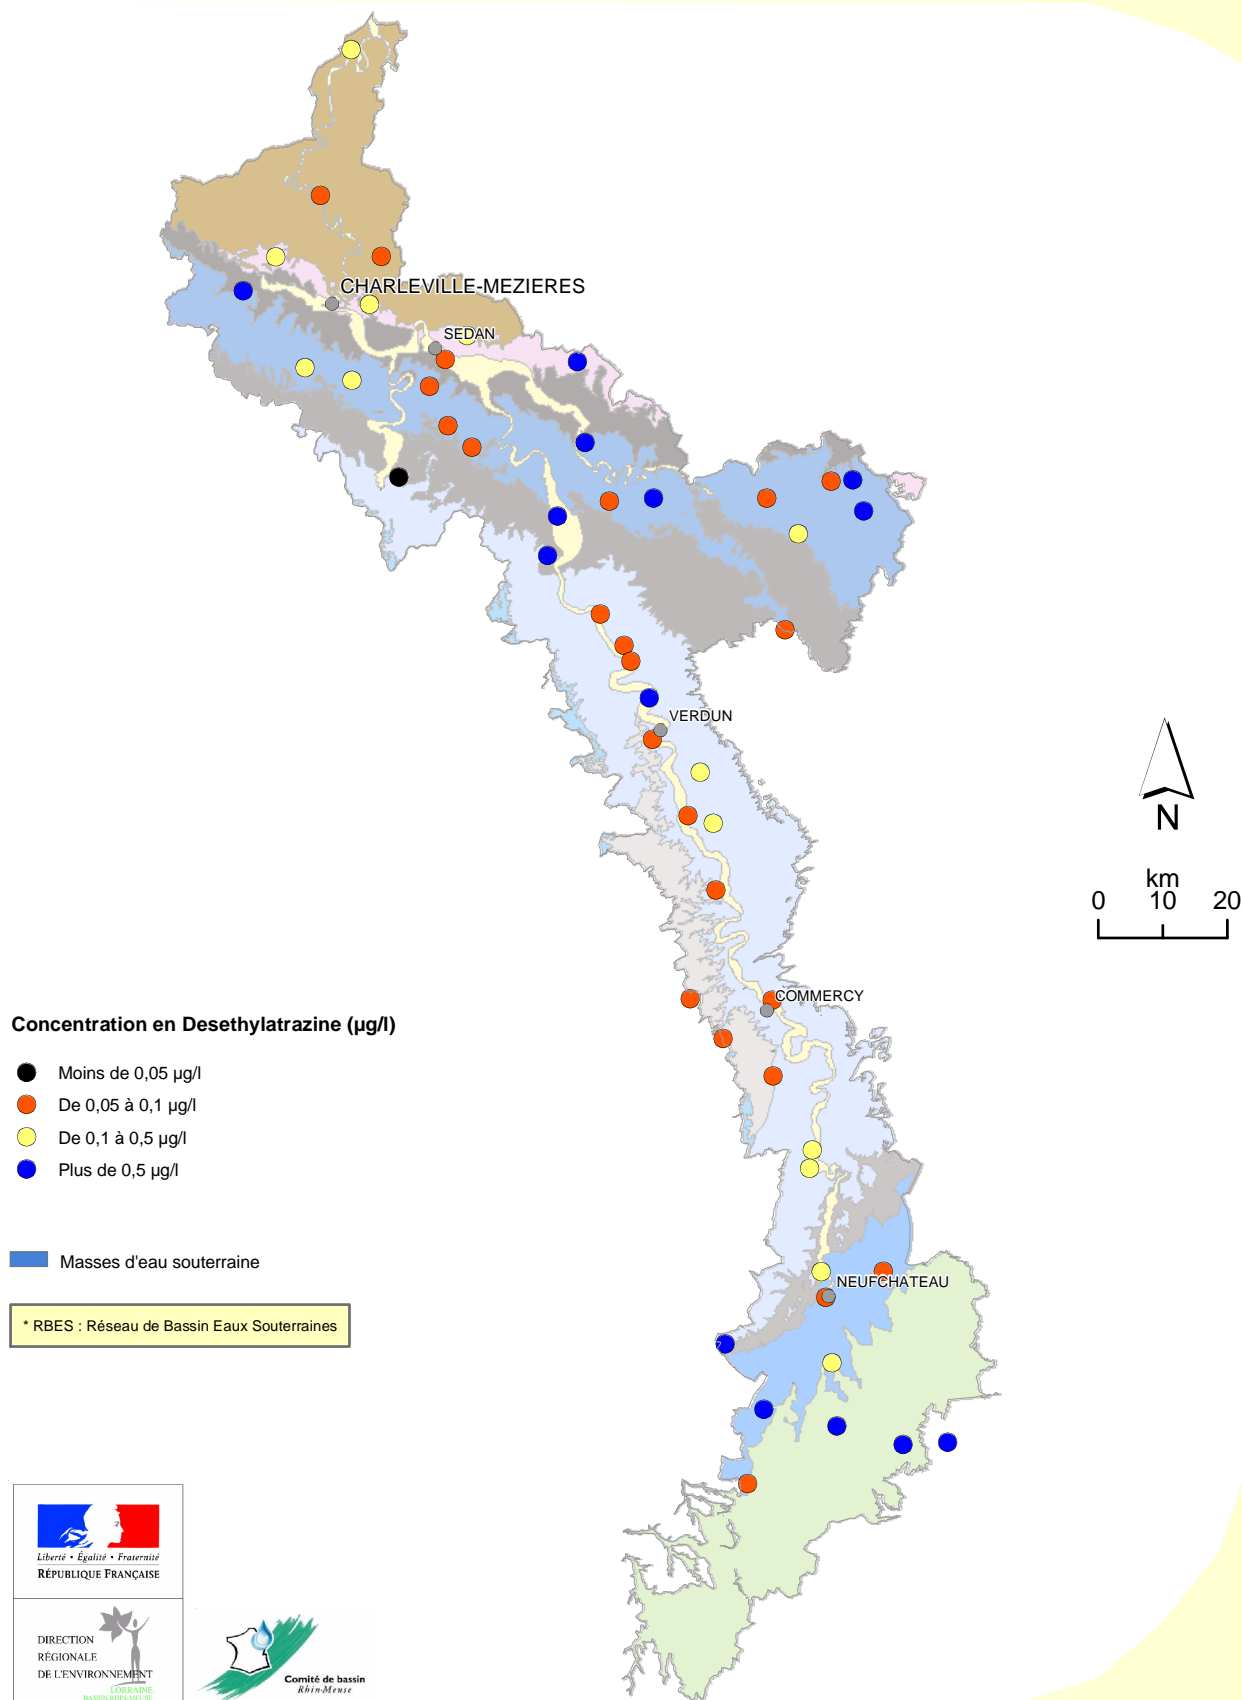 CHARLEVILLE-MEZIERES
SEDAN
VERDUN
N
km
0 10 20
COMMERCY
Concentration en Desethylatrazine (µg/l)
Moins de 0,05 µg/l
De 0,05 à 0,1 µg/l
De 0,1 à 0,5 µg/l
Plus de 0,5 µg/l
Masses d'eau souterraine
NEUFCHATEAU
* RBES : Réseau de Bassin Eaux Souterraines
Liberté • Égalité • Fraternité
RÉPUBLIQUE FRANÇAISE
DIRECTION
RÉGIONALE
DE L'ENVIRONNEMENT
LORRAINE
BASSIN RHIN-MEUSE
Comité de bassin
Rhin-Meuse